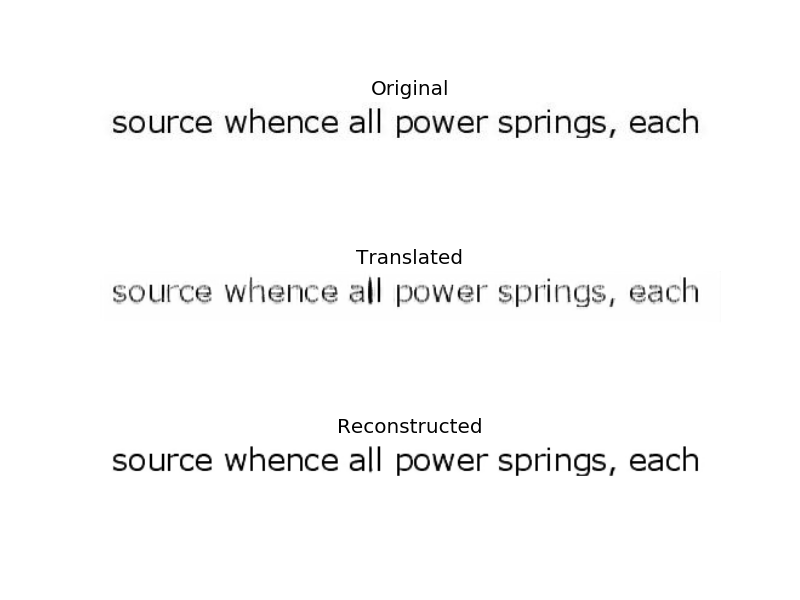 Original
source whence all power springs, each
Translated
source whence all power springs, each
Reconstructed
source whence all power springs, each